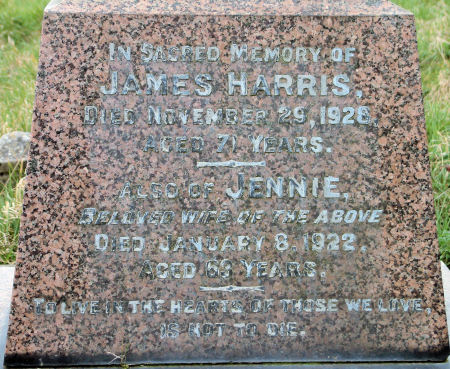 IN SACRED MEMORY OF
JAMES HARRIS,
DIED NOVEMBER 29, 1928,
AGED 71 YEARS.
ALSO OF JENNIE,
BELOVED WIFE OF THE ABOVE
DIED JANUARY 8, 1922,
AGED 63 YEARS.
TO LIVE IN THE HEARTS OF THOSE WE LOVE,
IS NOT TO DIE.